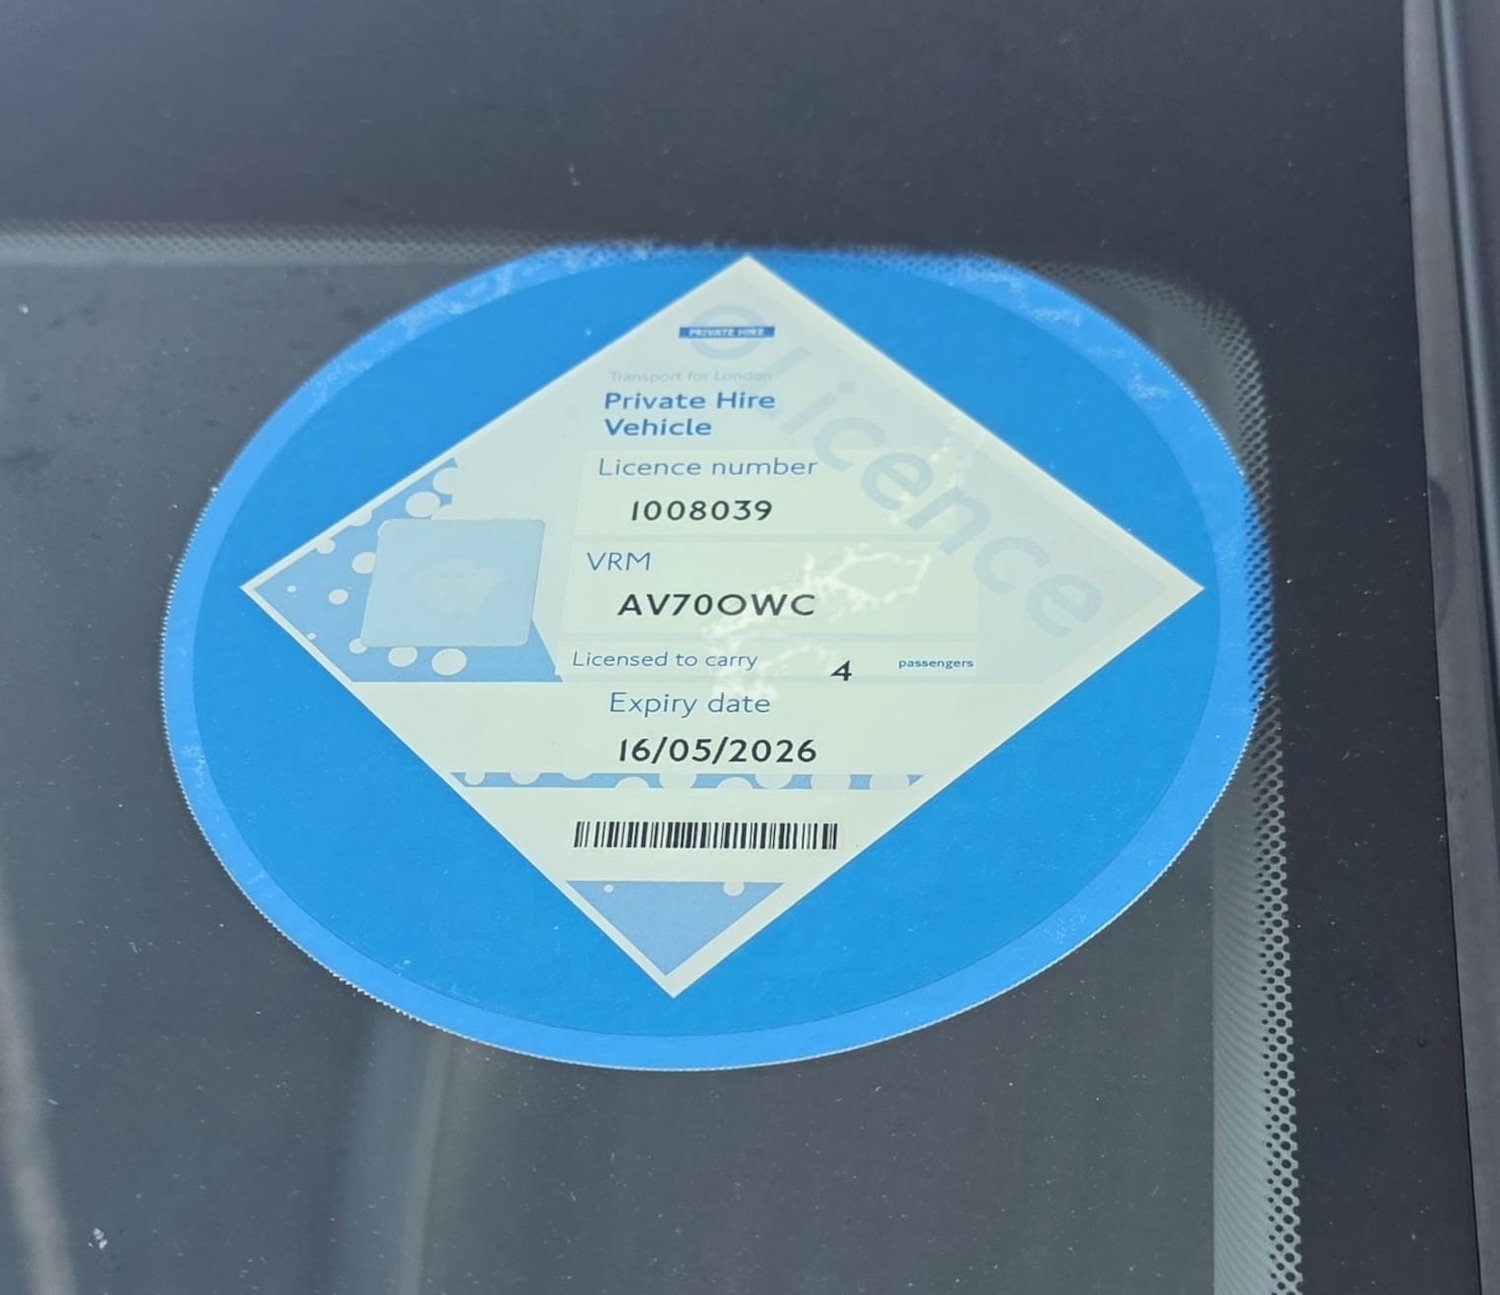 PRIVATE HIRE
Transport for London
Private Hire
Vehicle
Licence
Licence number
1008039
VRM
AV70OWC
Licensed to carry 4 passengers
Expiry date
16/05/2026